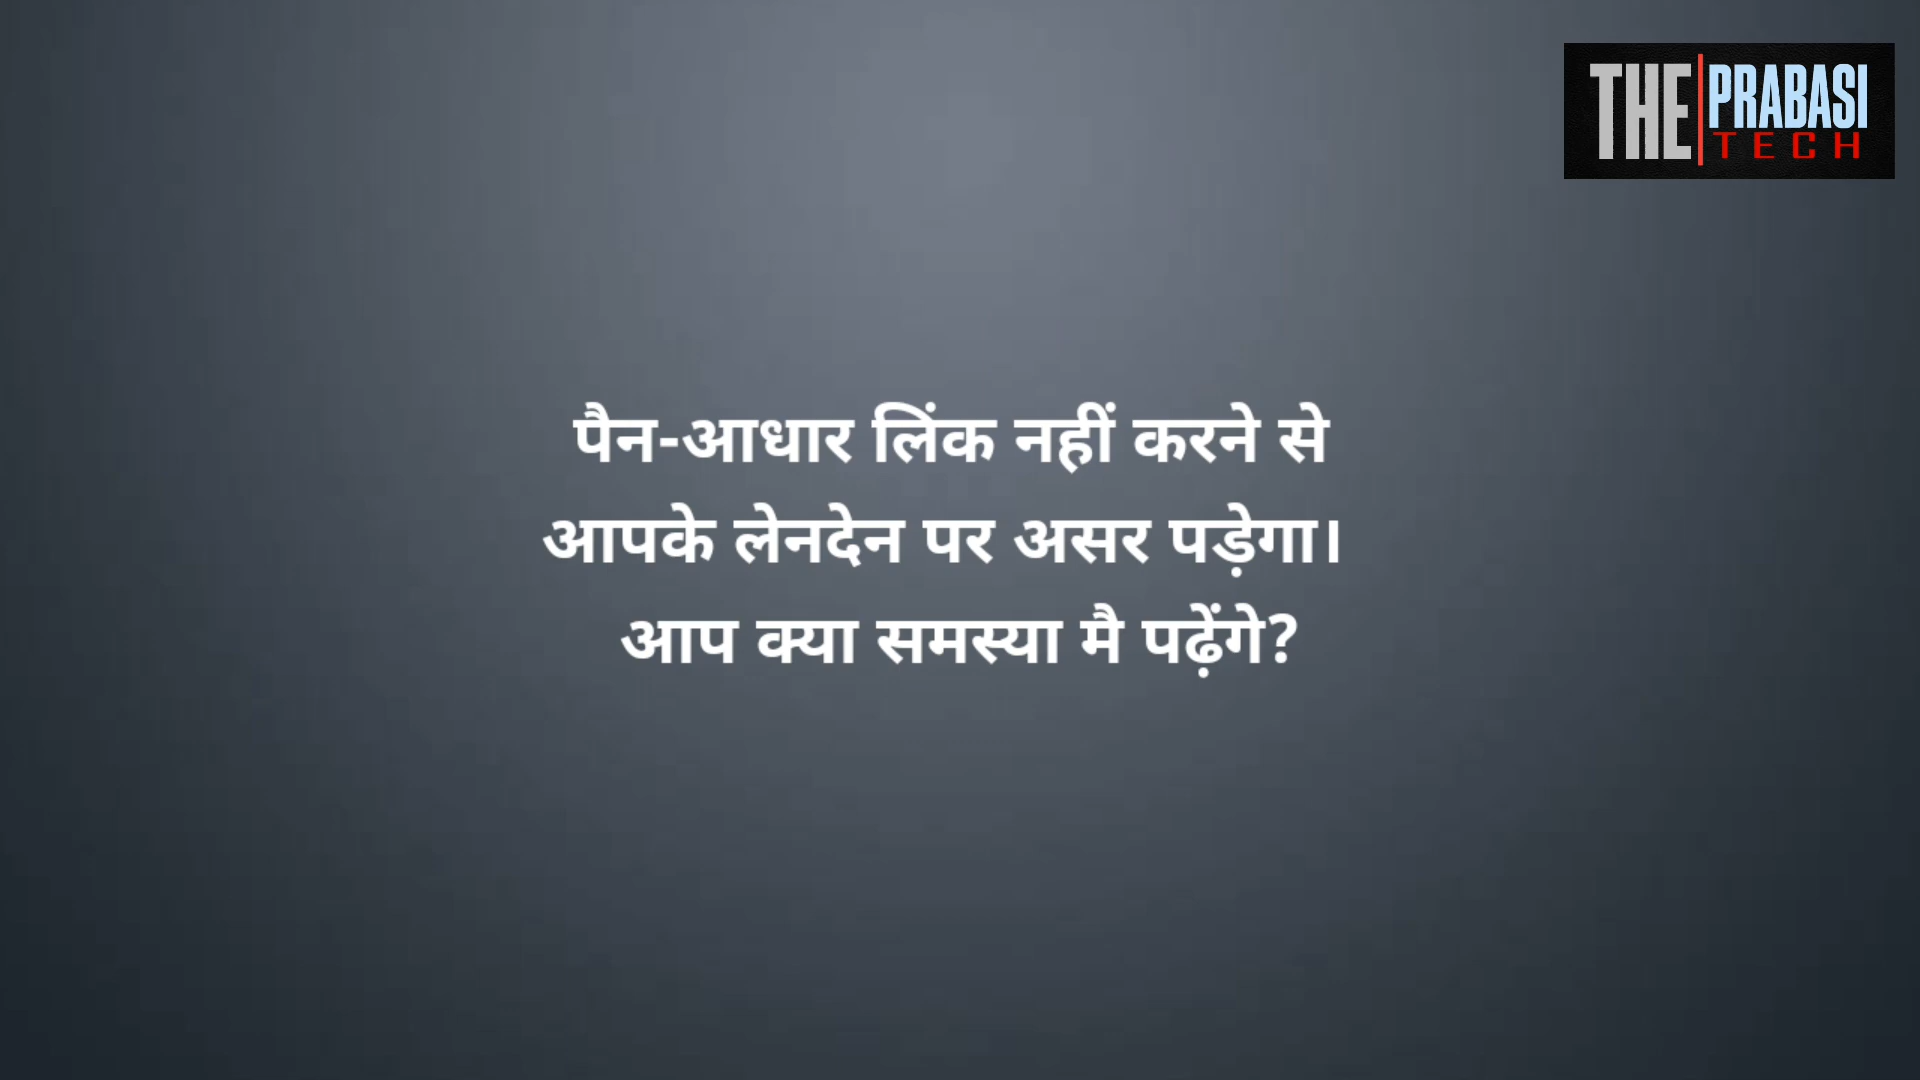 THE PRABASI
TECH
पैन-आधार लिंक नहीं करने से
आपके लेनदेन पर असर पड़ेगा।
आप क्या समस्या मै पढ़ेंगे?